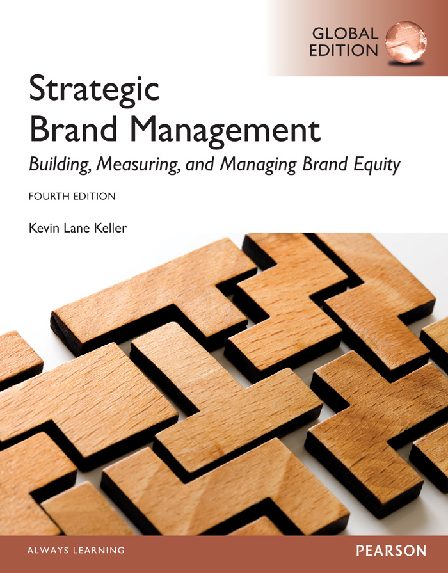 GLOBAL
EDITION
Strategic
Brand Management
Building, Measuring, and Managing Brand Equity
FOURTH EDITION
Kevin Lane Keller
ALWAYS LEARNING
PEARSON